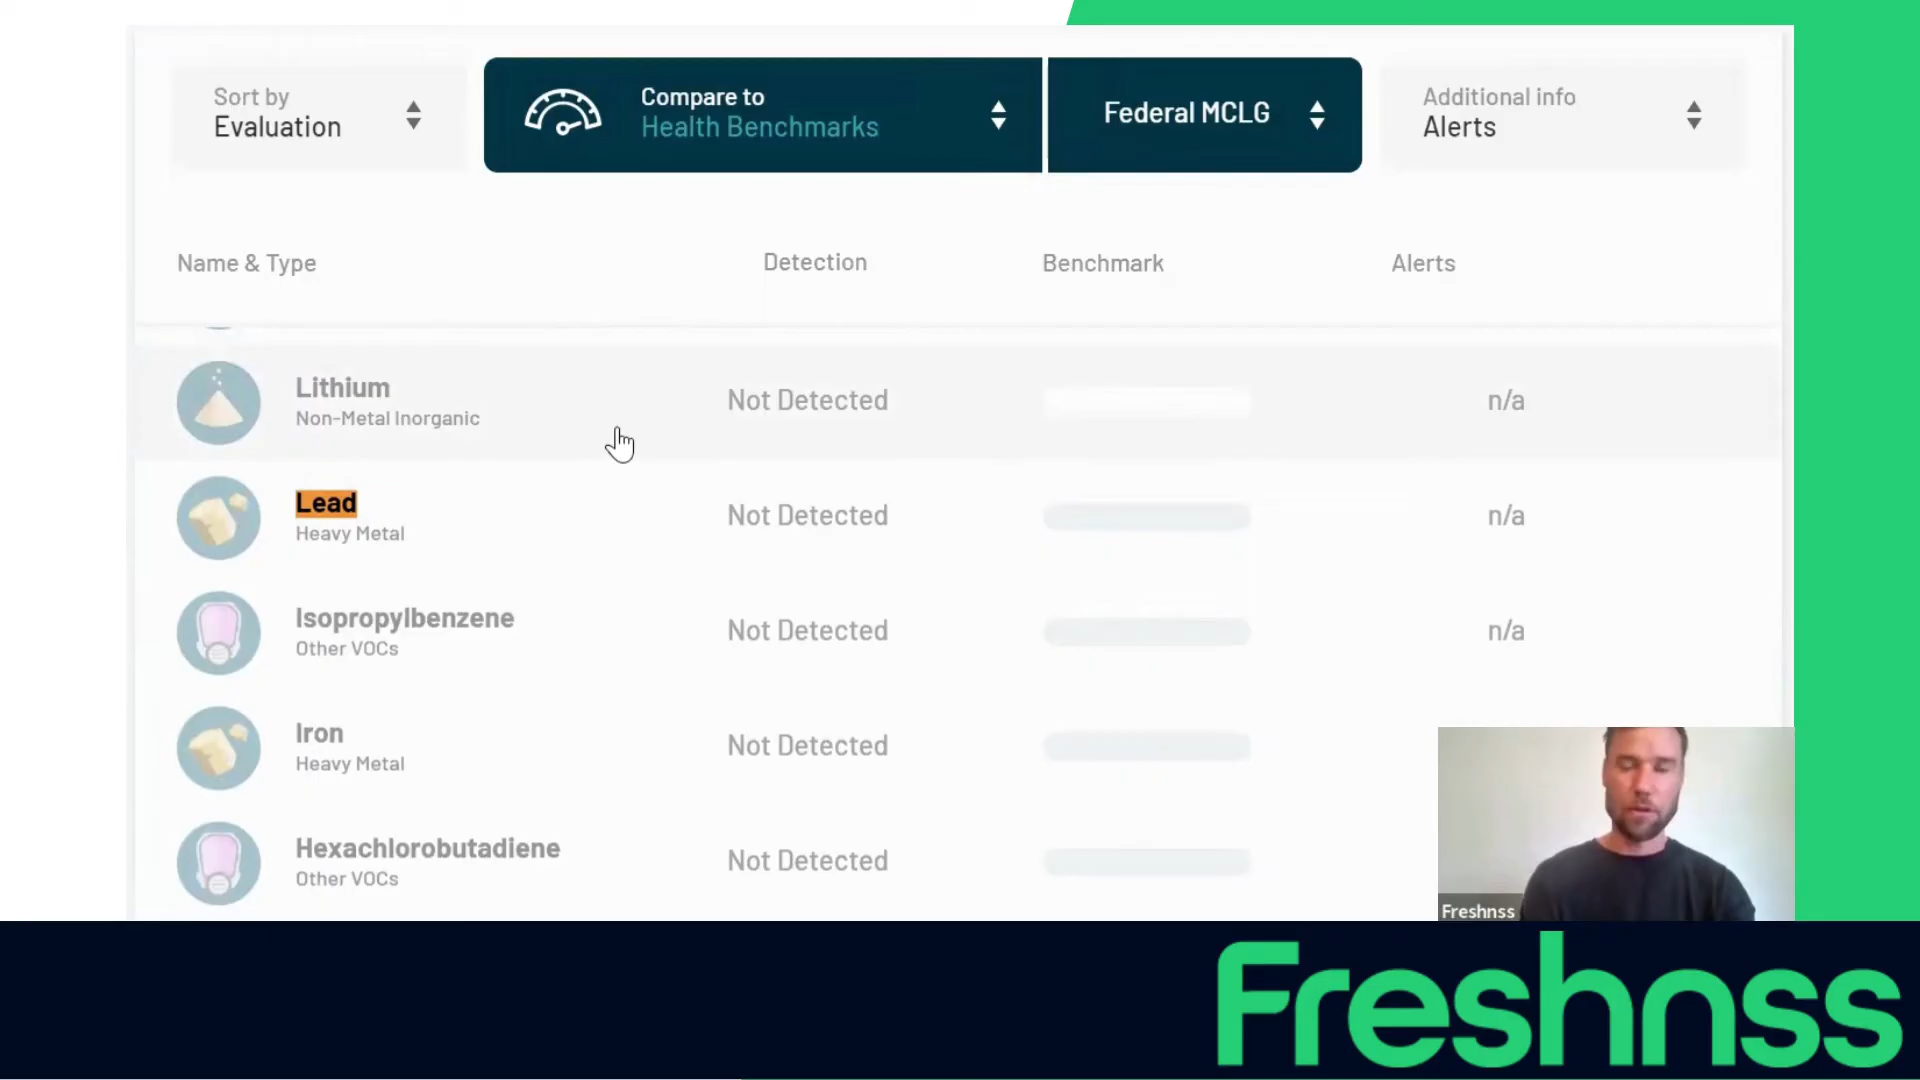 Sort by
Evaluation
Compare to
Health Benchmarks
Federal MCLG
Additional info
Alerts
Name & Type
Detection
Benchmark
Alerts
Lithium
Non-Metal Inorganic
Not Detected
n/a
Lead
Heavy Metal
Not Detected
n/a
Isopropylbenzene
Other VOCs
Not Detected
n/a
Iron
Heavy Metal
Not Detected
Hexachlorobutadiene
Other VOCs
Not Detected
Freshnss
Freshnss